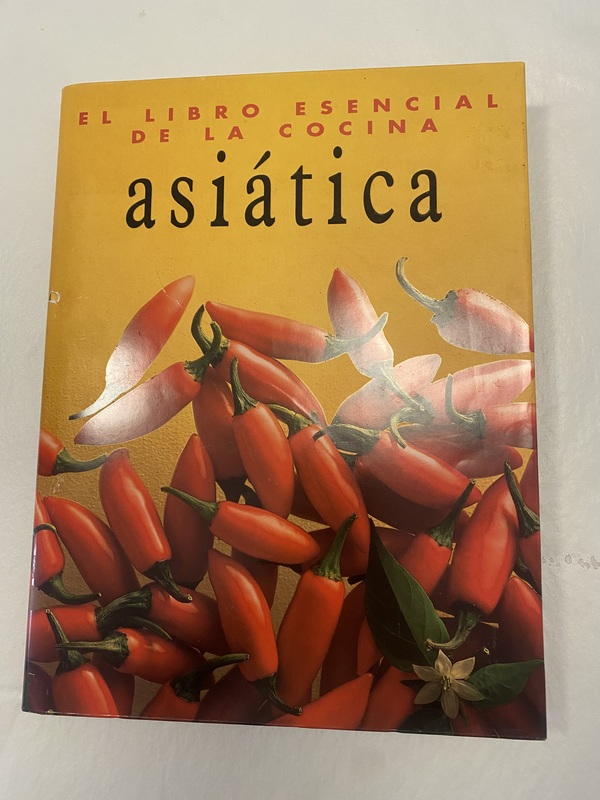 EL LIBRO ESENCIAL
DE LA COCINA
asiática